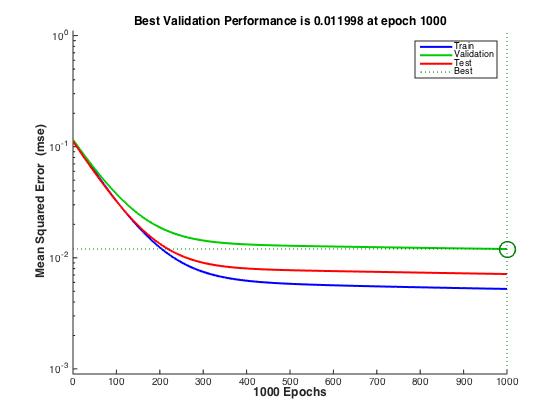 Best Validation Performance is 0.011998 at epoch 1000
10^0
10^-1
10^-2
10^-3
Mean Squared Error (mse)
Train
Validation
Test
Best
0 100 200 300 400 500 600 700 800 900 1000
1000 Epochs